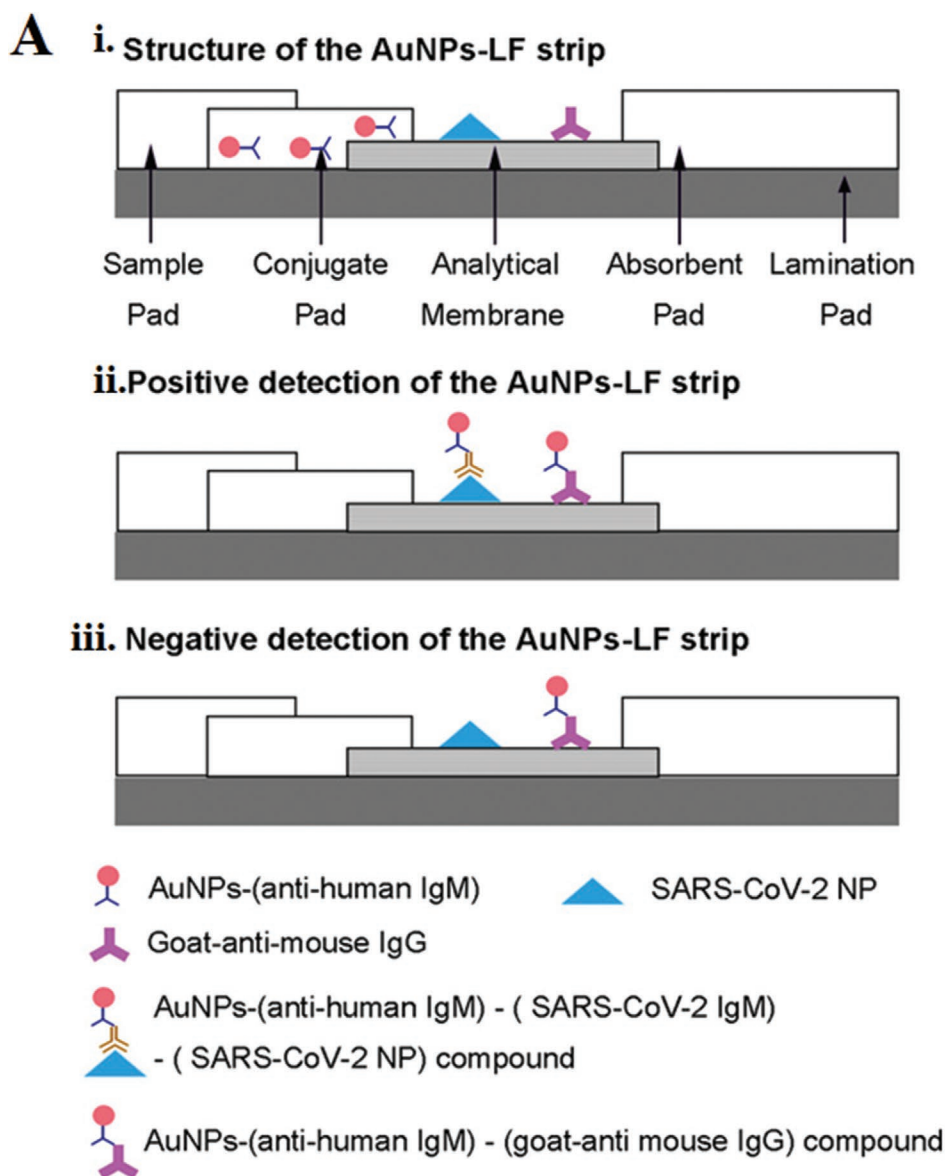 A i. Structure of the AuNPs-LF strip
Sample Conjugate Analytical Absorbent Lamination
Pad Pad Membrane Pad Pad
ii.Positive detection of the AuNPs-LF strip
iii. Negative detection of the AuNPs-LF strip
AuNPs-(anti-human IgM) SARS-CoV-2 NP
Goat-anti-mouse IgG
AuNPs-(anti-human IgM) - ( SARS-CoV-2 IgM)
- ( SARS-CoV-2 NP) compound
AuNPs-(anti-human IgM) - (goat-anti mouse IgG) compound